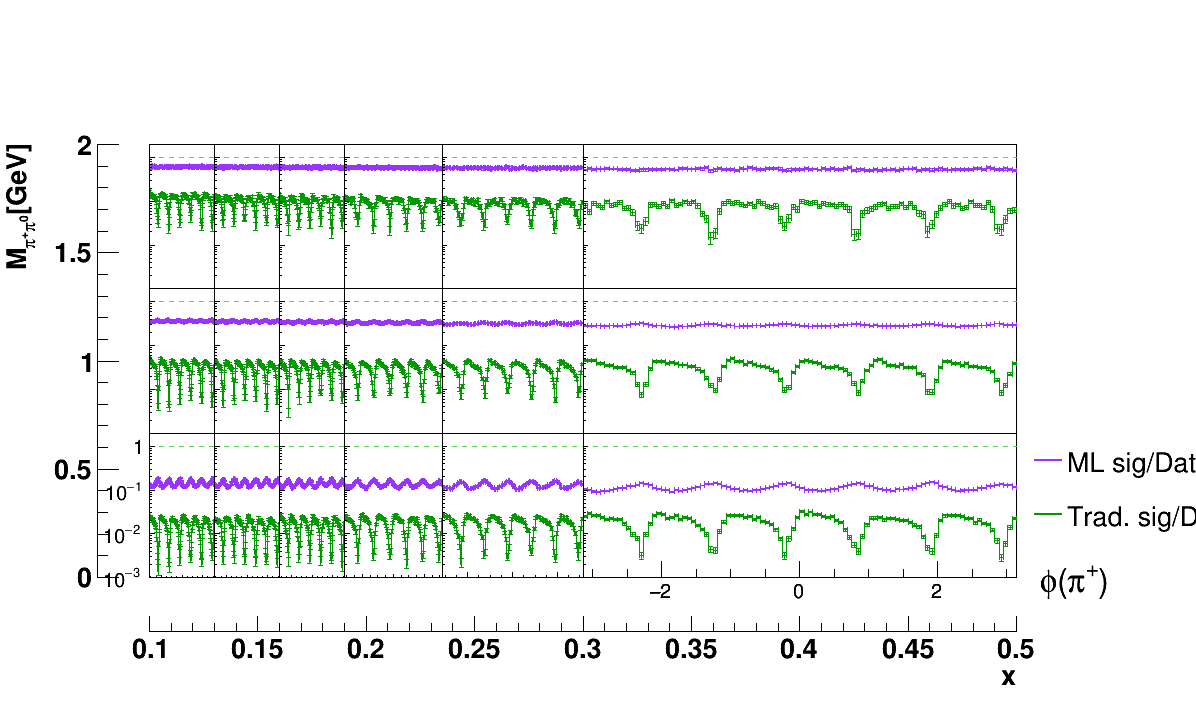 2
M_{π⁺π⁰}[GeV]
1.5
1
1
0.5
ML sig/Dat
10⁻¹
Trad. sig/D
10⁻²
0
10⁻³
-2
0
2
ϕ(π⁺)
0.1 0.15 0.2 0.25 0.3 0.35 0.4 0.45 0.5
x